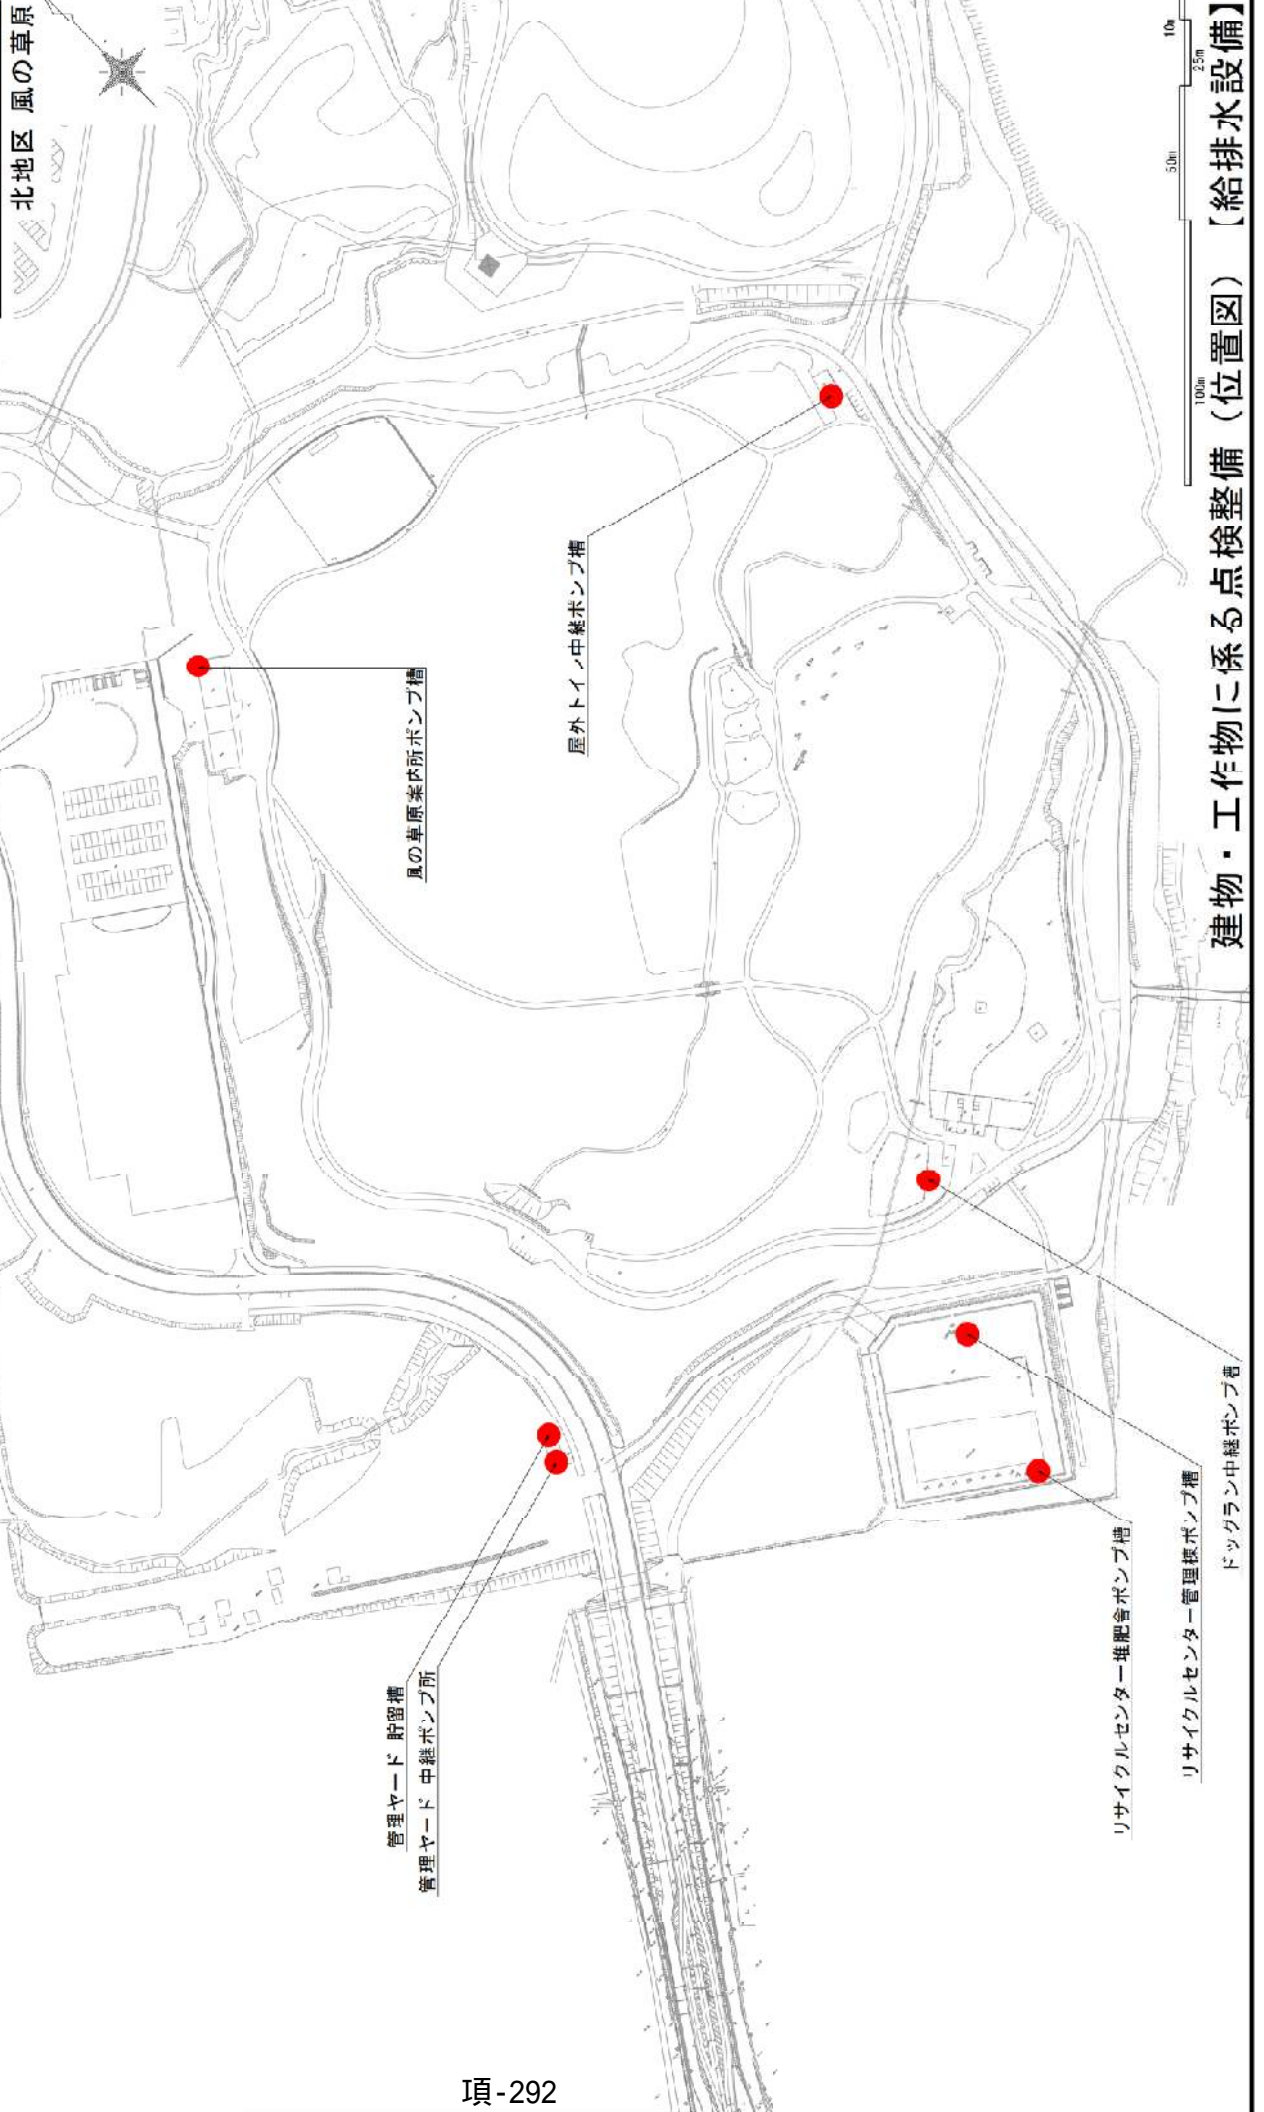 北地区 風の草原
風の草原案内所ポンプ槽
屋外トイレ中継ポンプ槽
管理ヤード 貯留槽
管理ヤード 中継ポンプ所
リサイクルセンター堆肥舎ポンプ槽
リサイクルセンター管理棟ポンプ槽
ドッグラン中継ポンプ槽
10m
25m
50m
100m
建物・工作物に係る点検整備（位置図）【給排水設備】
項-292